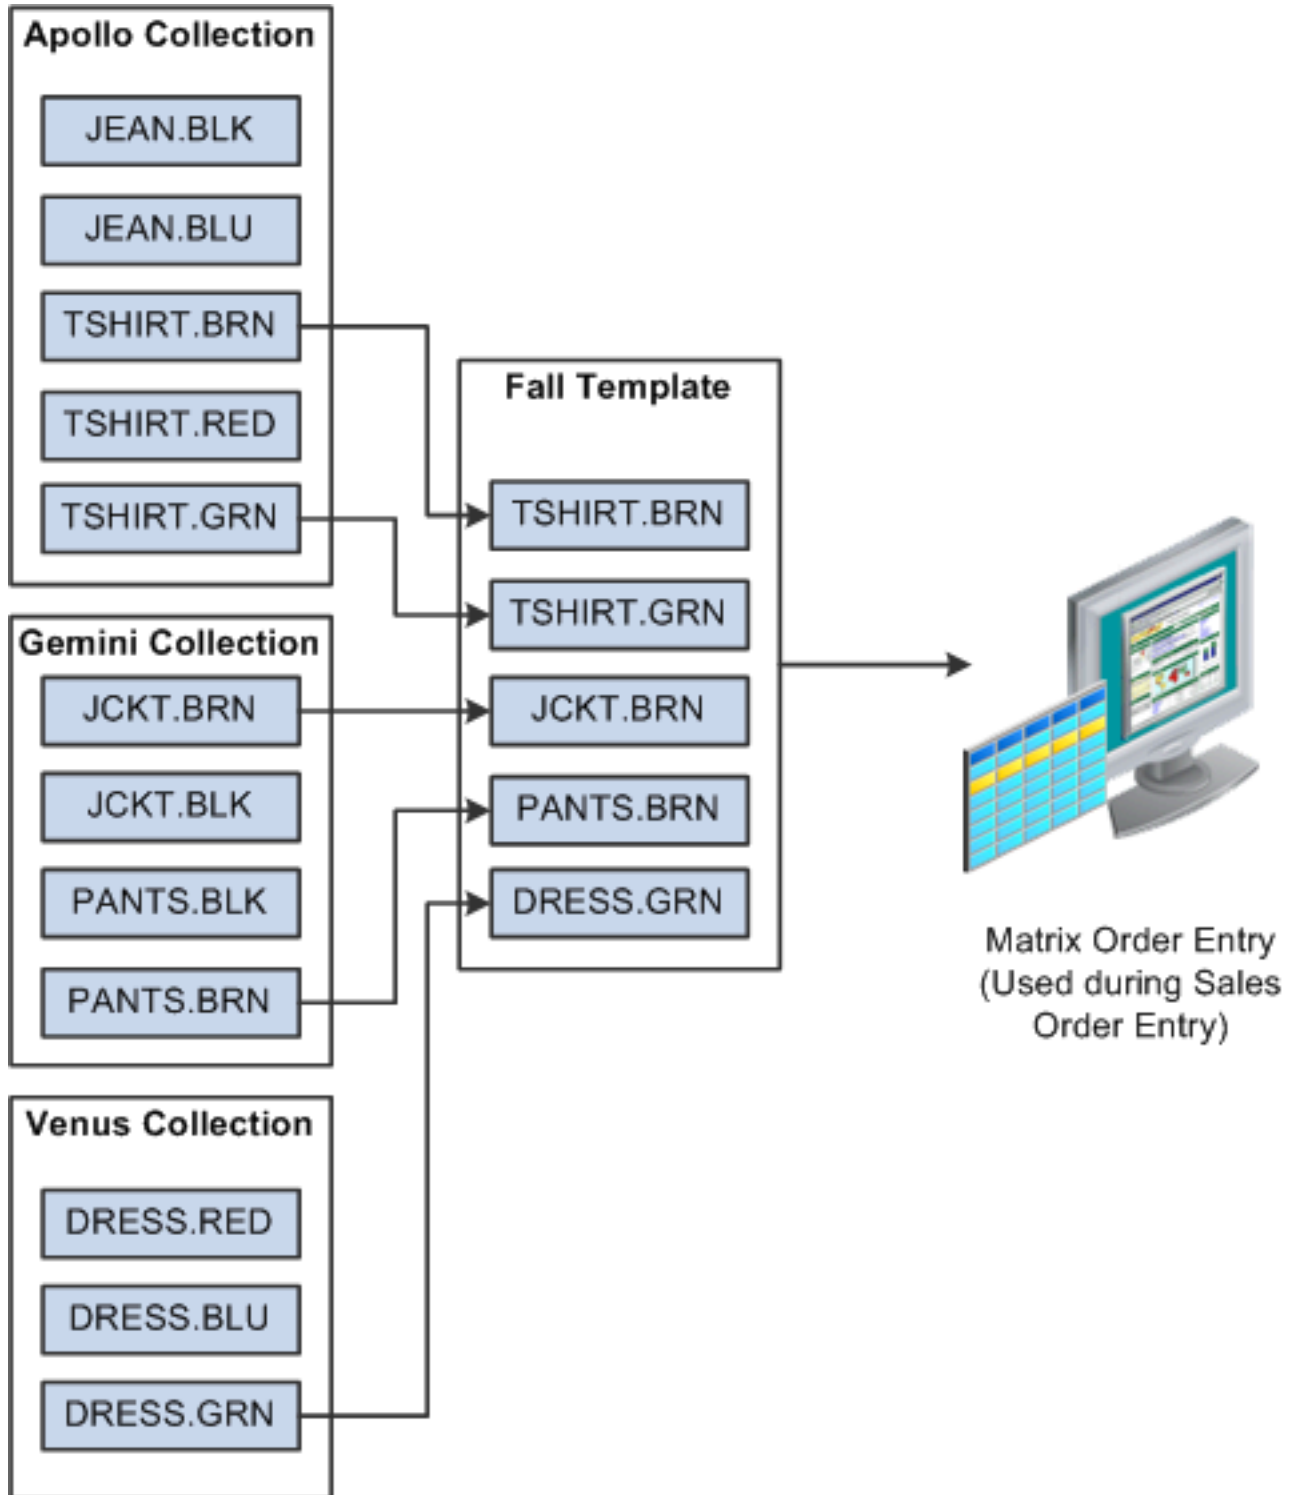 Apollo Collection
JEAN.BLK
JEAN.BLU
TSHIRT.BRN
TSHIRT.RED
TSHIRT.GRN
Gemini Collection
JCKT.BRN
JCKT.BLK
PANTS.BLK
PANTS.BRN
Venus Collection
DRESS.RED
DRESS.BLU
DRESS.GRN
Fall Template
TSHIRT.BRN
TSHIRT.GRN
JCKT.BRN
PANTS.BRN
DRESS.GRN
Matrix Order Entry
(Used during Sales
Order Entry)